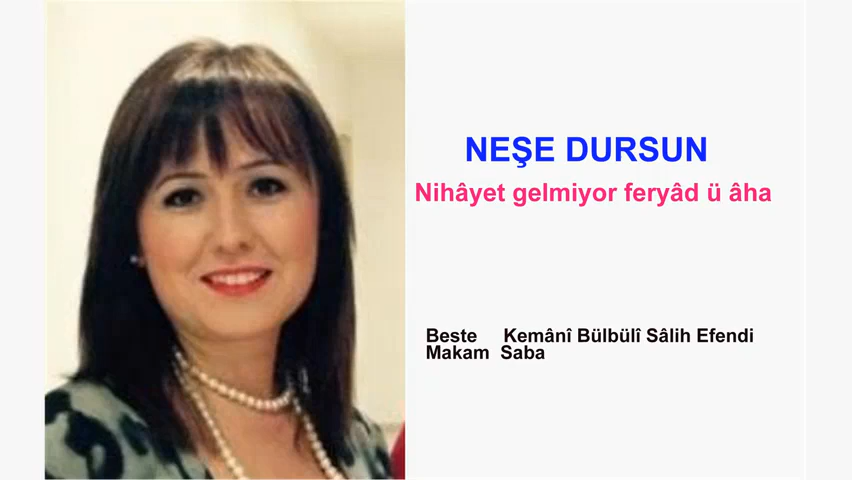 NEŞE DURSUN
Nihâyet gelmiyor feryâd ü âha
Beste Kemânî Bülbülî Sâlih Efendi
Makam Saba